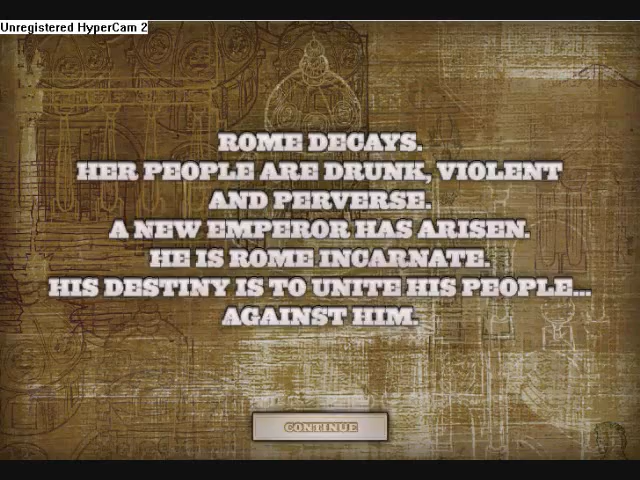 Unregistered HyperCam 2
ROME DECAYS.
HER PEOPLE ARE DRUNK, VIOLENT
AND PERVERSE.
A NEW EMPEROR HAS ARISEN.
HE IS ROME INCARNATE.
HIS DESTINY IS TO UNITE HIS PEOPLE...
AGAINST HIM.
CONTINUE